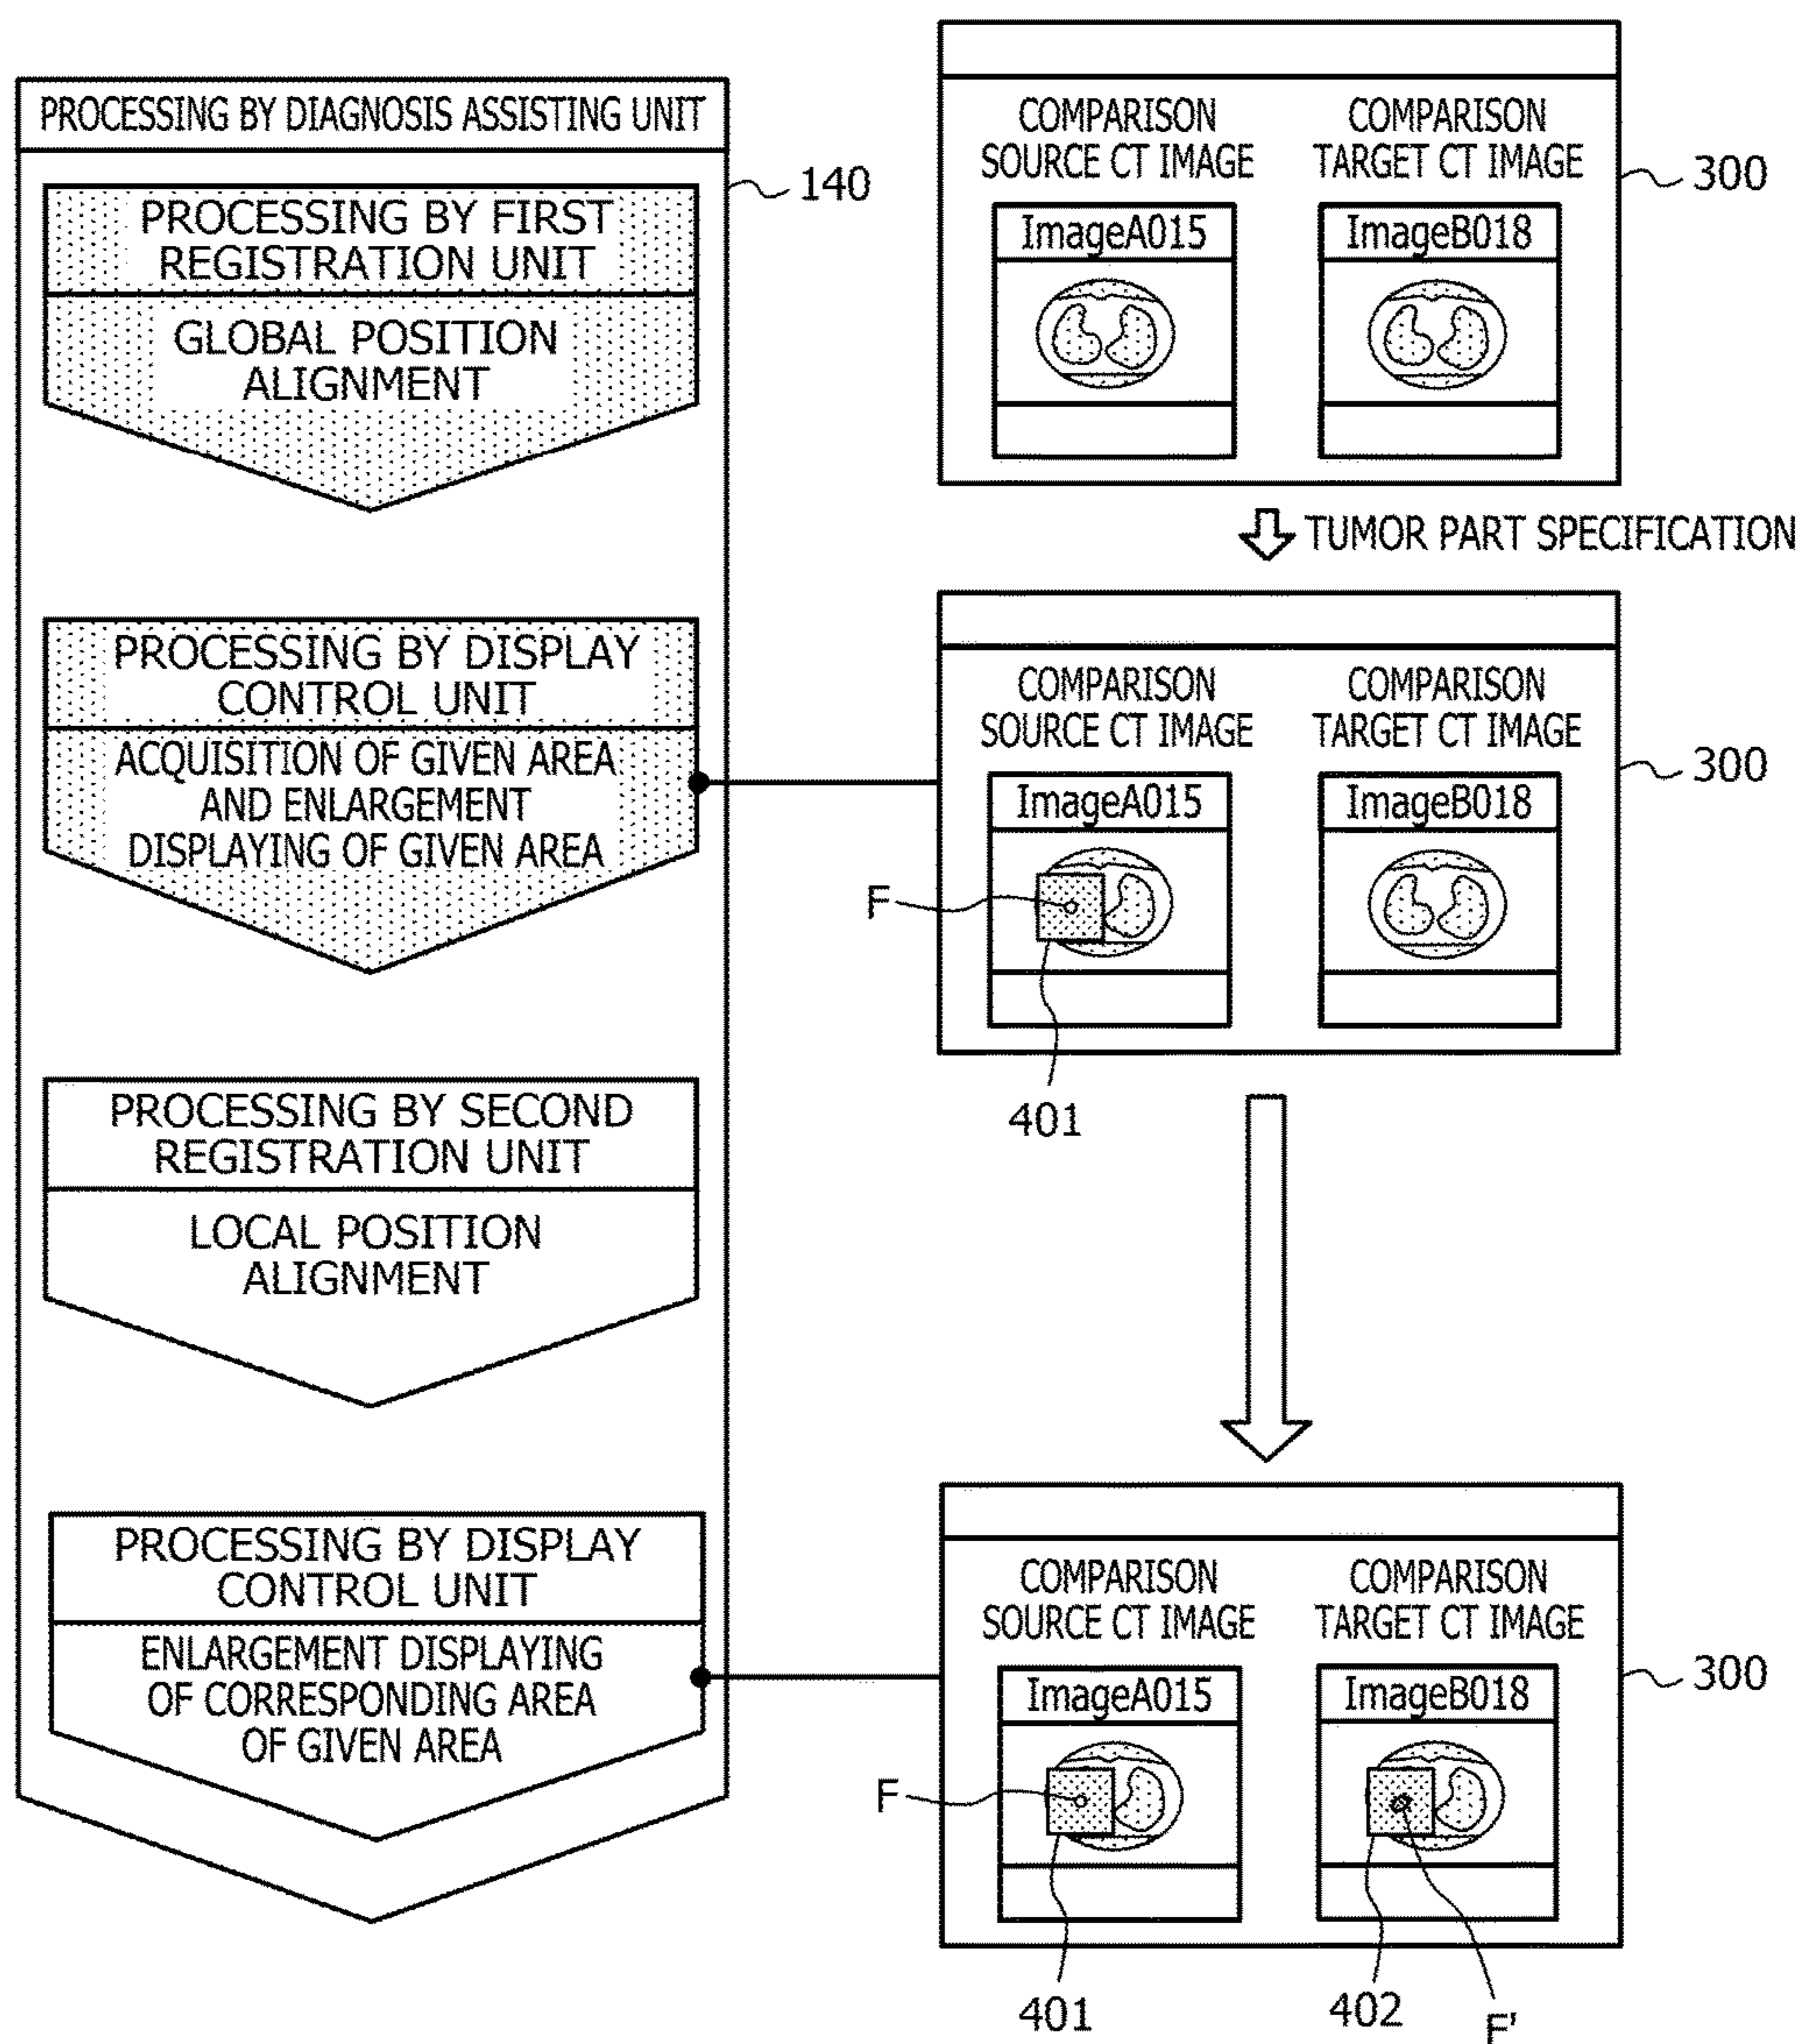 PROCESSING BY DIAGNOSIS ASSISTING UNIT
140
PROCESSING BY FIRST
REGISTRATION UNIT
GLOBAL POSITION
ALIGNMENT
COMPARISON
SOURCE CT IMAGE
COMPARISON
TARGET CT IMAGE
300
ImageA015
ImageB018
TUMOR PART SPECIFICATION
PROCESSING BY DISPLAY
CONTROL UNIT
ACQUISITION OF GIVEN AREA
AND ENLARGEMENT
DISPLAYING OF GIVEN AREA
COMPARISON
SOURCE CT IMAGE
COMPARISON
TARGET CT IMAGE
300
ImageA015
ImageB018
F
401
PROCESSING BY SECOND
REGISTRATION UNIT
LOCAL POSITION
ALIGNMENT
PROCESSING BY DISPLAY
CONTROL UNIT
ENLARGEMENT DISPLAYING
OF CORRESPONDING AREA
OF GIVEN AREA
COMPARISON
SOURCE CT IMAGE
COMPARISON
TARGET CT IMAGE
300
ImageA015
ImageB018
F
401
402
F'